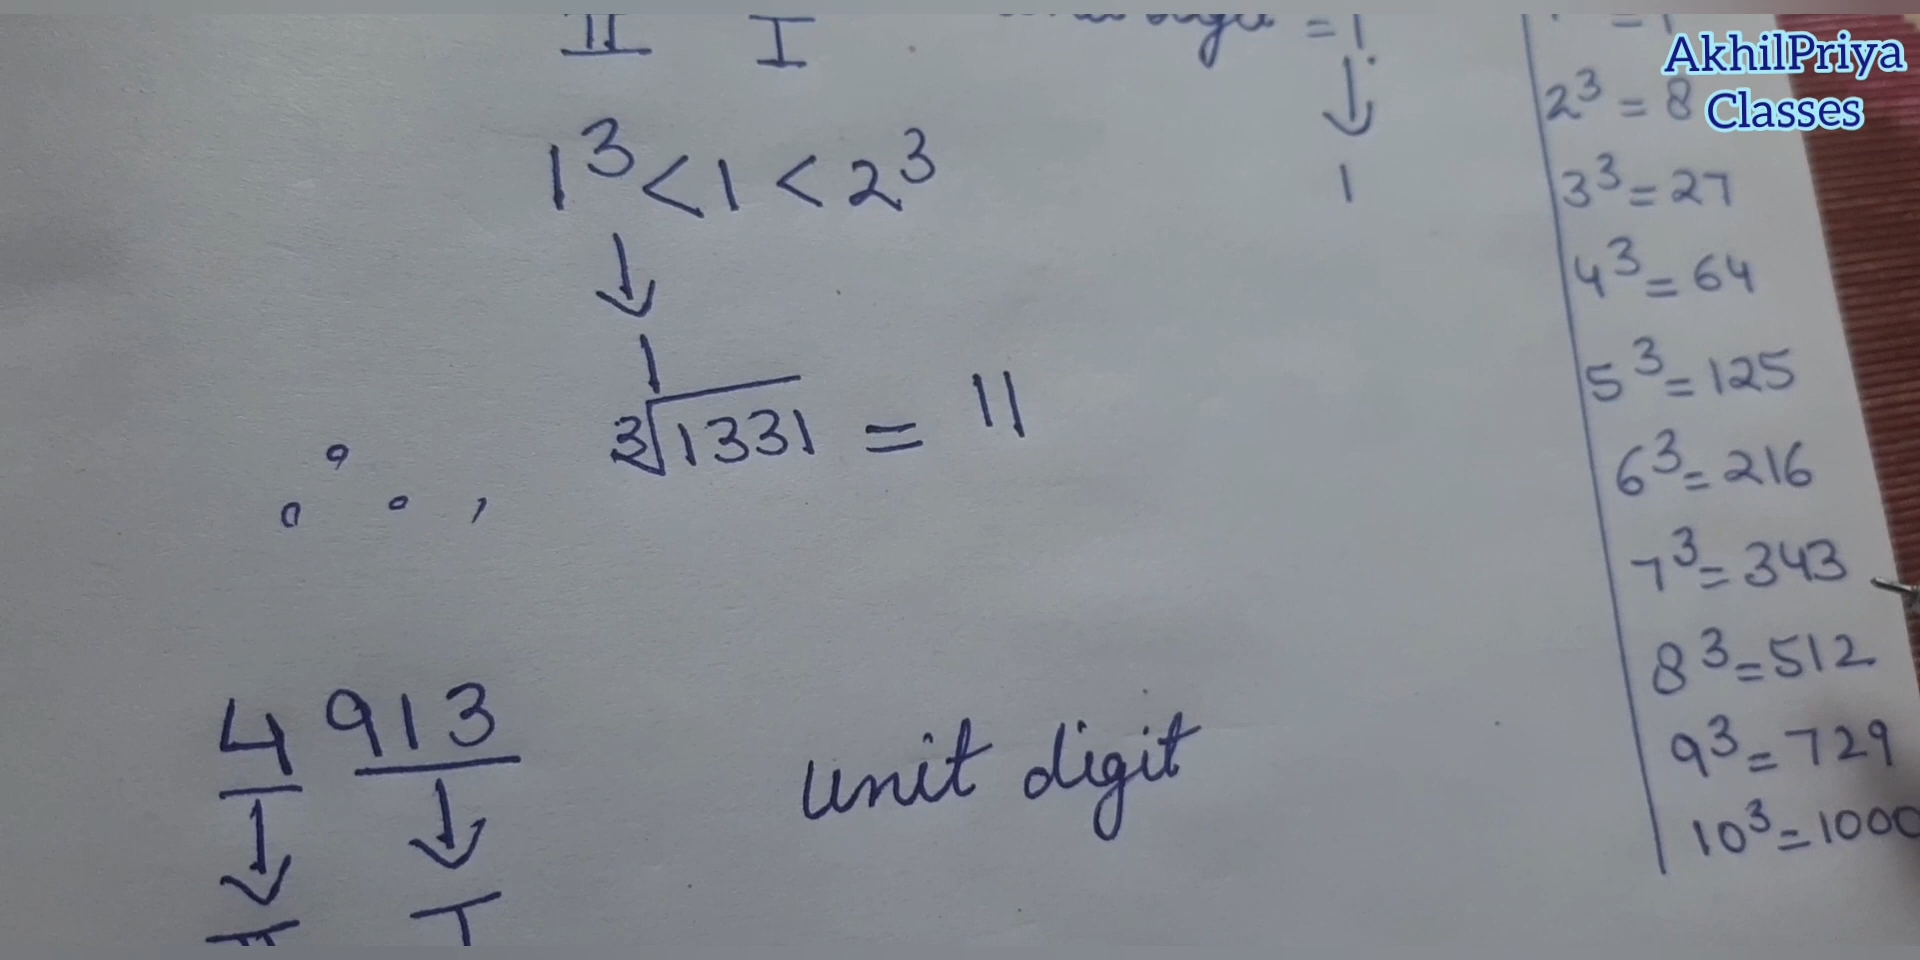 II I = 1
1³ < 1 < 2³
1
1
∴, ∛1331 = 11
4 913
unit digit
II I
AkhilPriya
Classes
2³ = 8
3³ = 27
4³ = 64
5³ = 125
6³ = 216
7³ = 343
8³ = 512
9³ = 729
10³ = 1000